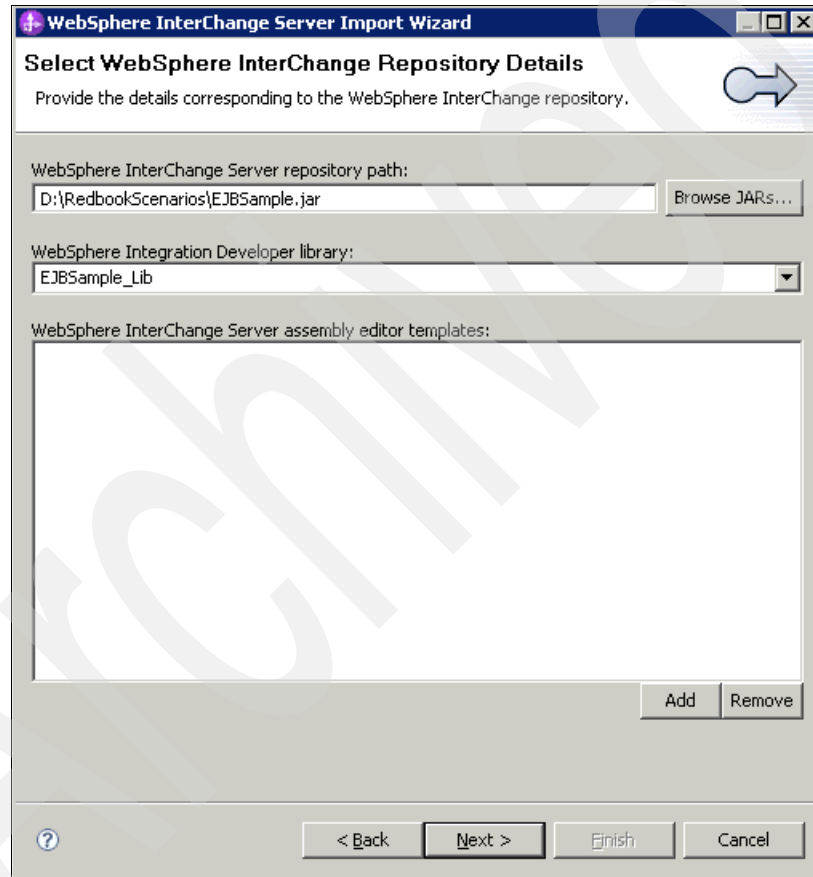 WebSphere InterChange Server Import Wizard
Select WebSphere InterChange Repository Details
Provide the details corresponding to the WebSphere InterChange repository.
WebSphere InterChange Server repository path:
D:\RedbookScenarios\EJBSample.jar
Browse JARs...
WebSphere Integration Developer library:
EJBSample_Lib
WebSphere InterChange Server assembly editor templates:
Add Remove
? < Back Next > Finish Cancel
Archived